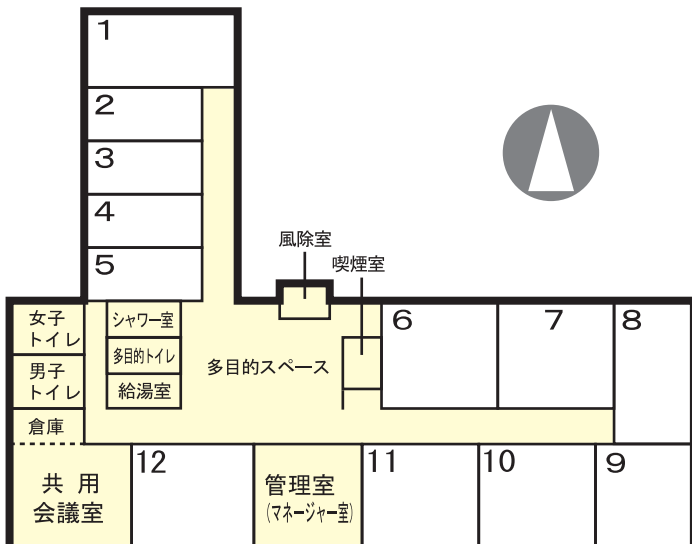 1
2
3
4
5
風除室
喫煙室
女子
トイレ
シャワー室
6
7
8
男子
トイレ
多目的トイレ
多目的スペース
給湯室
倉庫
共用
会議室
12
管理室
(マネージャー室)
11
10
9